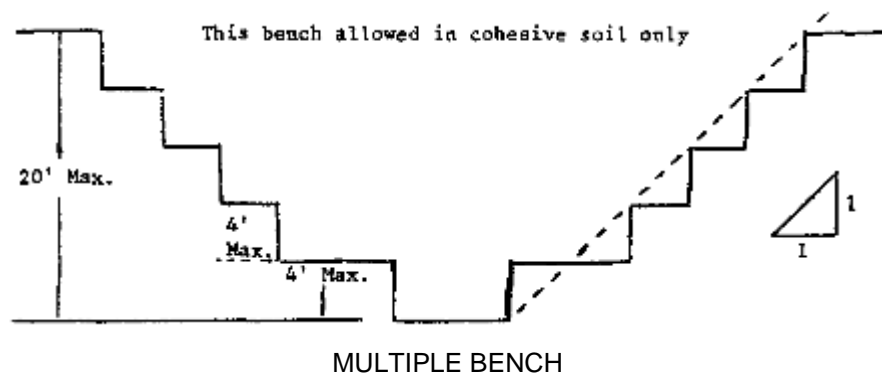 This bench allowed in cohesive soil only
20' Max.
4'
Max.
4' Max.
1
1
MULTIPLE BENCH